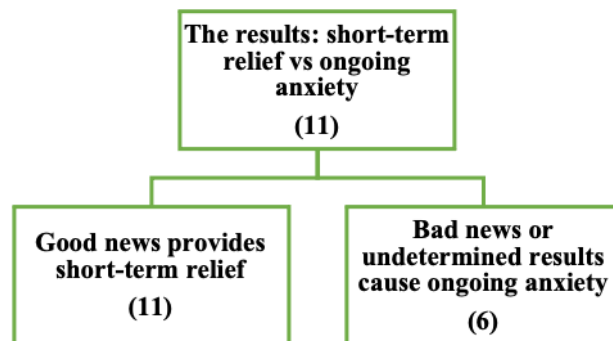 The results: short-term
relief vs ongoing
anxiety
(11)
Good news provides
short-term relief
(11)
Bad news or
undetermined results
cause ongoing anxiety
(6)